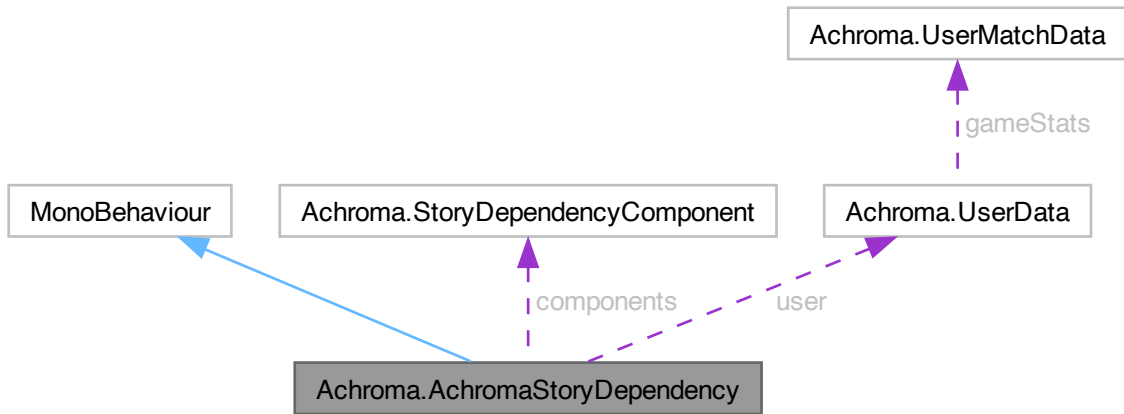 Achroma.UserMatchData
gameStats
MonoBehaviour
Achroma.StoryDependencyComponent
Achroma.UserData
components
user
Achroma.AchromaStoryDependency